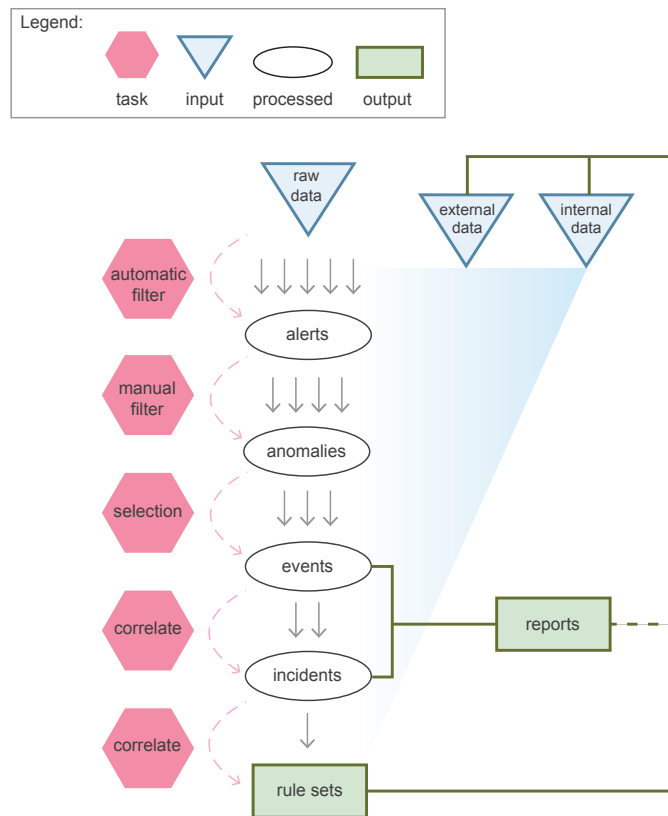 Legend:
task
input
processed
output
raw
data
external
data
internal
data
automatic
filter
alerts
manual
filter
anomalies
selection
events
correlate
reports
incidents
correlate
rule sets